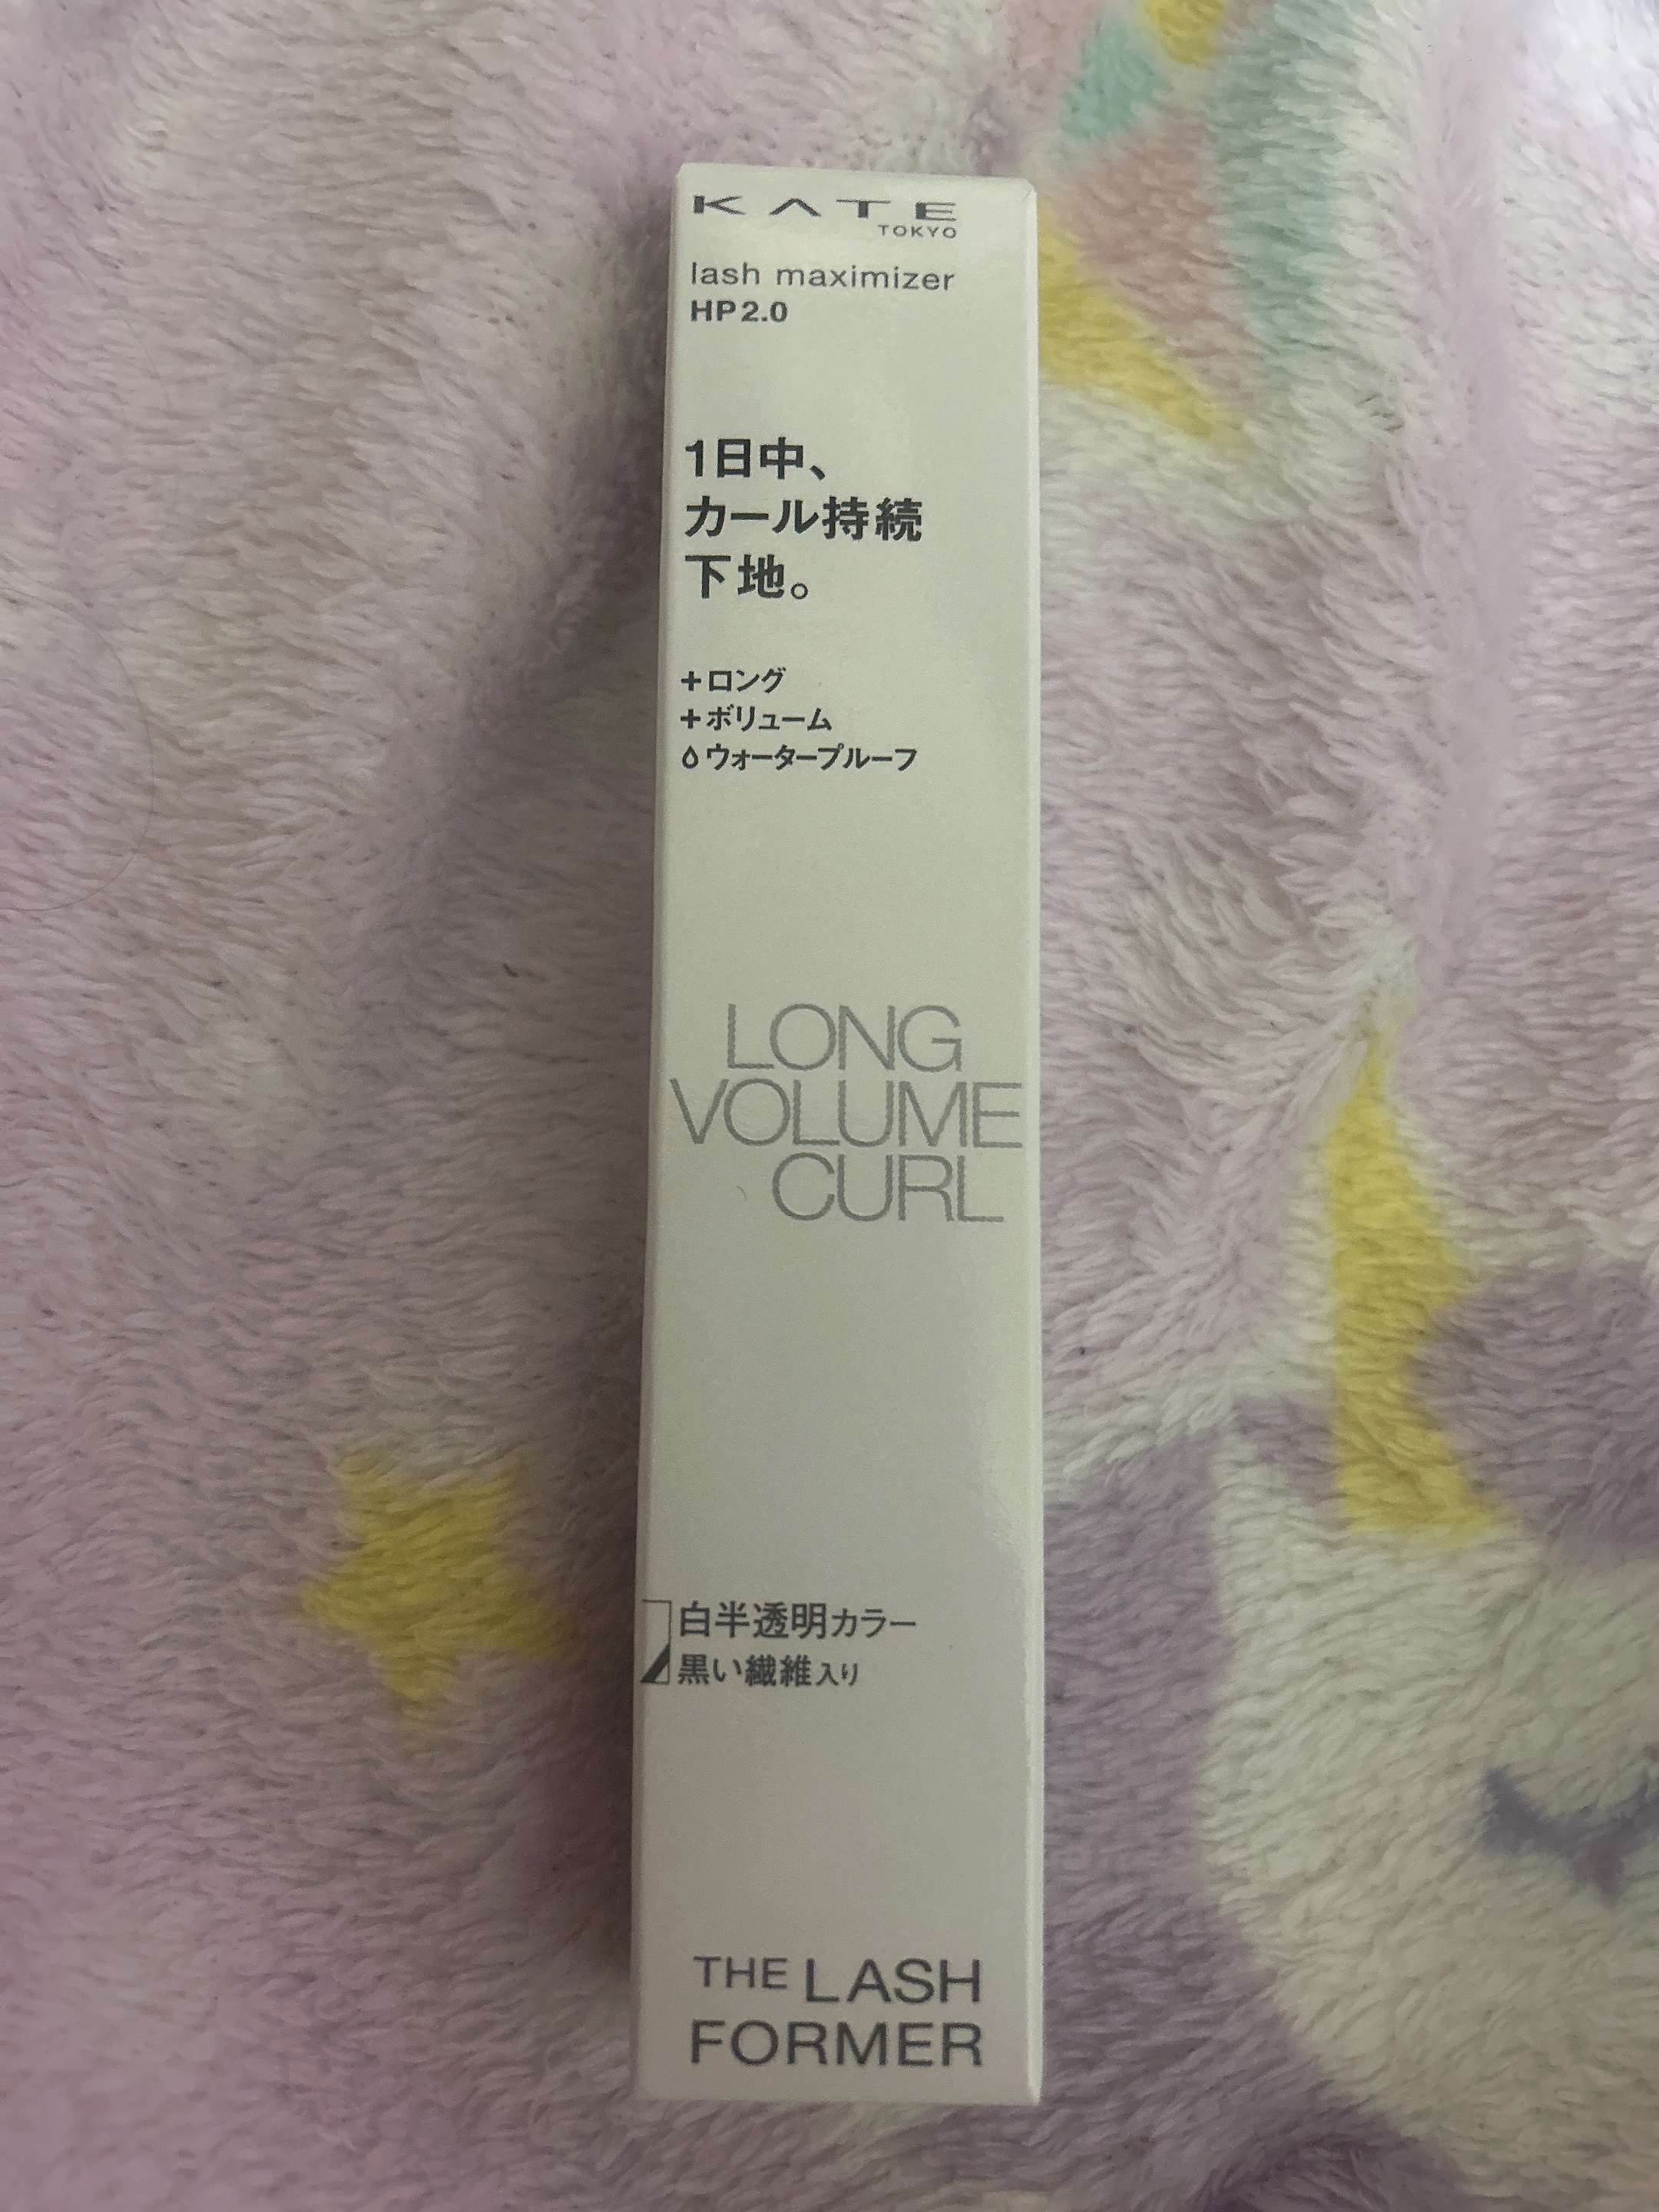 KATE
TOKYO
lash maximizer
HP2.0
1日中、
カール持続
下地。
+ロング
+ボリューム
ウォータープルーフ
LONG
VOLUME
CURL
白半透明カラー
黒い繊維入り
THE LASH
FORMER